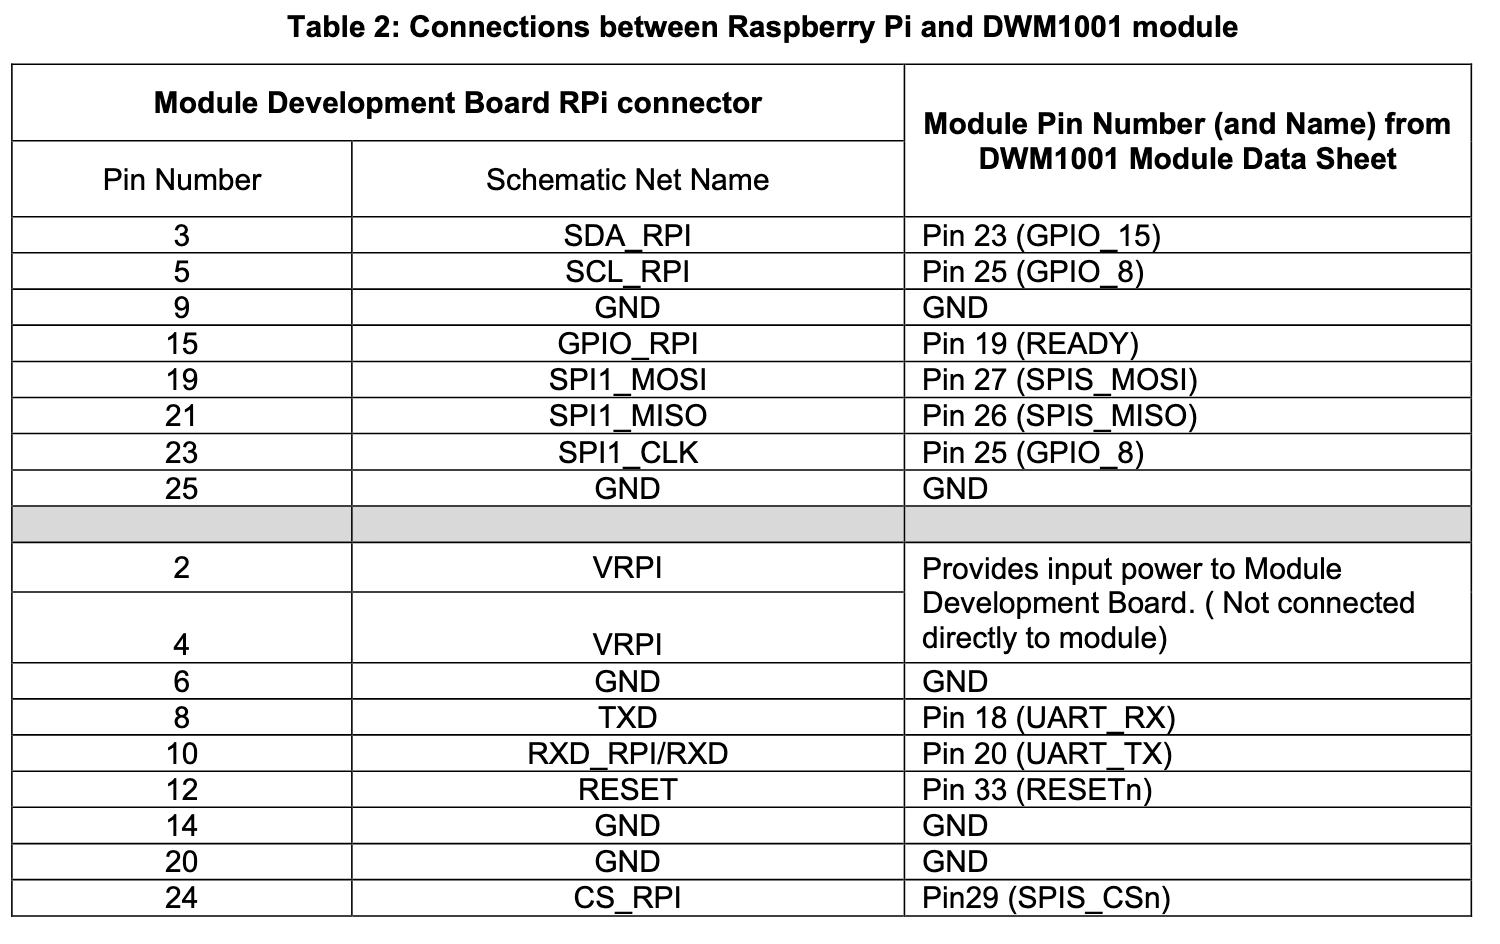 Table 2: Connections between Raspberry Pi and DWM1001 module
Module Development Board RPi connector
Module Pin Number (and Name) from
DWM1001 Module Data Sheet
Pin Number Schematic Net Name
3 SDA_RPI Pin 23 (GPIO_15)
5 SCL_RPI Pin 25 (GPIO_8)
9 GND GND
15 GPIO_RPI Pin 19 (READY)
19 SPI1_MOSI Pin 27 (SPIS_MOSI)
21 SPI1_MISO Pin 26 (SPIS_MISO)
23 SPI1_CLK Pin 25 (GPIO_8)
25 GND GND
2 VRPI Provides input power to Module
Development Board. ( Not connected
4 VRPI directly to module)
6 GND GND
8 TXD Pin 18 (UART_RX)
10 RXD_RPI/RXD Pin 20 (UART_TX)
12 RESET Pin 33 (RESETn)
14 GND GND
20 GND GND
24 CS_RPI Pin29 (SPIS_CSn)